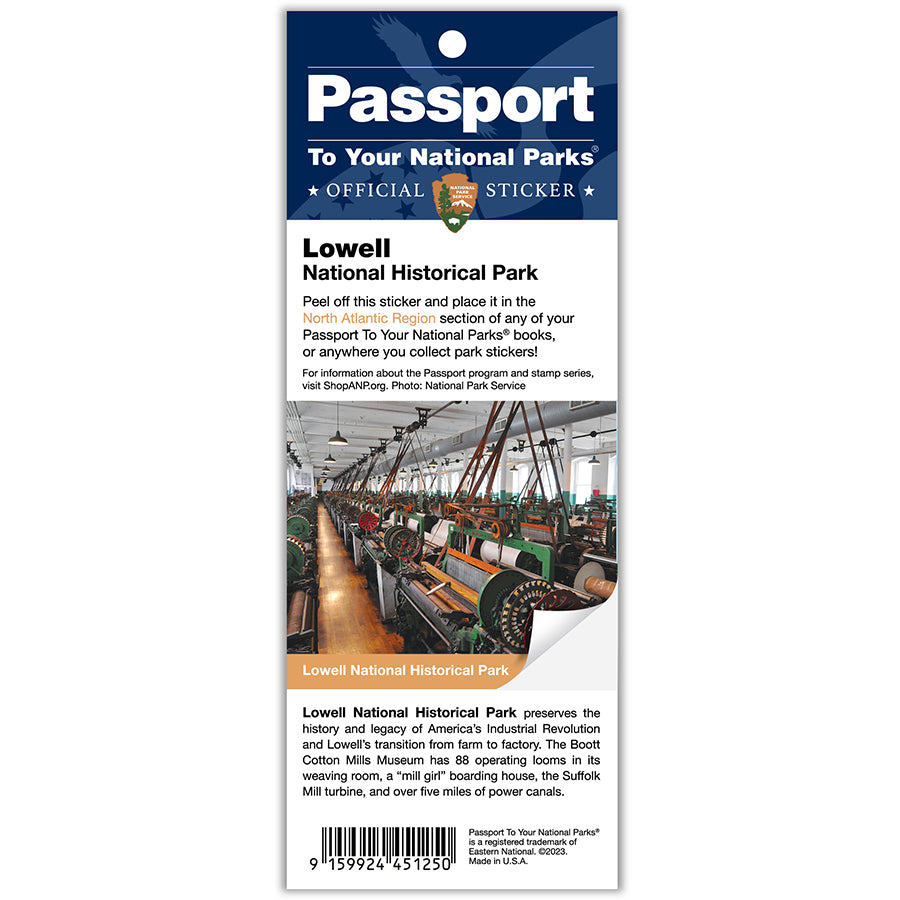 Passport
To Your National Parks®
★ OFFICIAL STICKER ★
NATIONAL
PARK
SERVICE
Lowell
National Historical Park
Peel off this sticker and place it in the
North Atlantic Region section of any of your
Passport To Your National Parks® books,
or anywhere you collect park stickers!
For information about the Passport program and stamp series,
visit ShopANP.org. Photo: National Park Service
Lowell National Historical Park
Lowell National Historical Park preserves the
history and legacy of America's Industrial Revolution
and Lowell's transition from farm to factory. The Boott
Cotton Mills Museum has 88 operating looms in its
weaving room, a “mill girl” boarding house, the Suffolk
Mill turbine, and over five miles of power canals.
9 159924 451250
Passport To Your National Parks®
is a registered trademark of
Eastern National. ©2023.
Made in U.S.A.